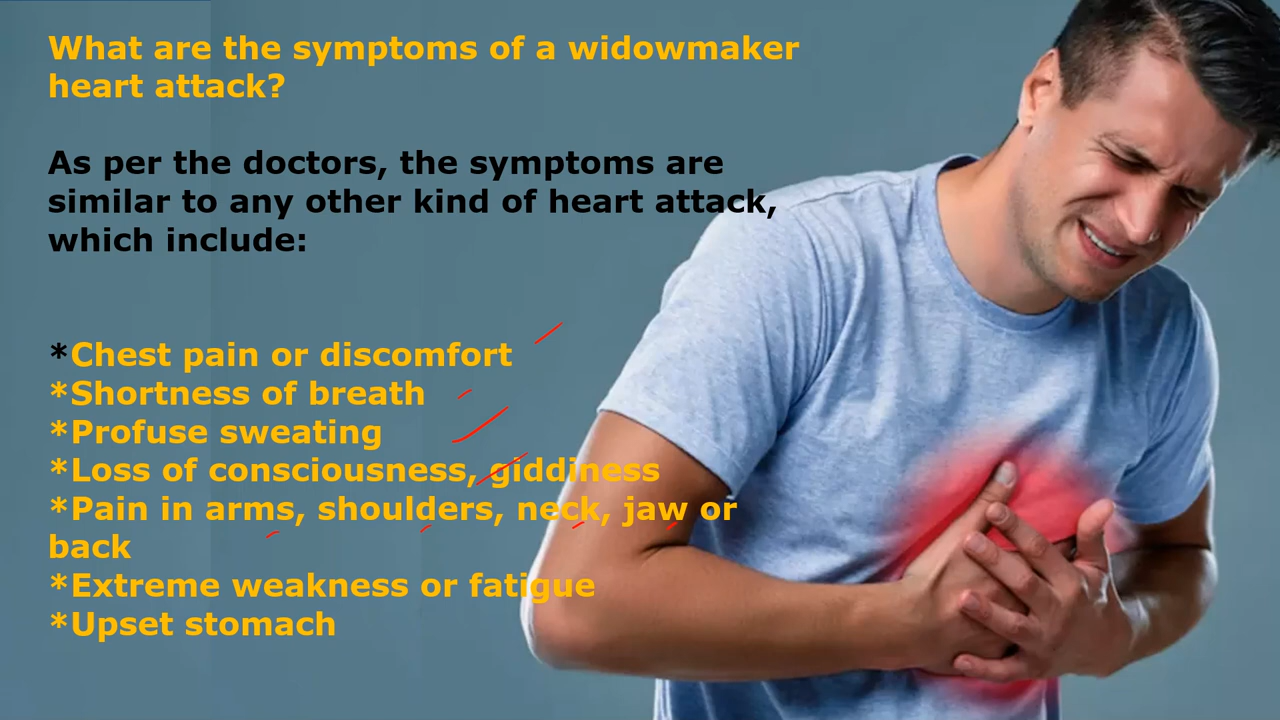 What are the symptoms of a widowmaker
heart attack?
As per the doctors, the symptoms are
similar to any other kind of heart attack,
which include:
*Chest pain or discomfort
*Shortness of breath
*Profuse sweating
*Loss of consciousness, giddiness
*Pain in arms, shoulders, neck, jaw or
back
*Extreme weakness or fatigue
*Upset stomach